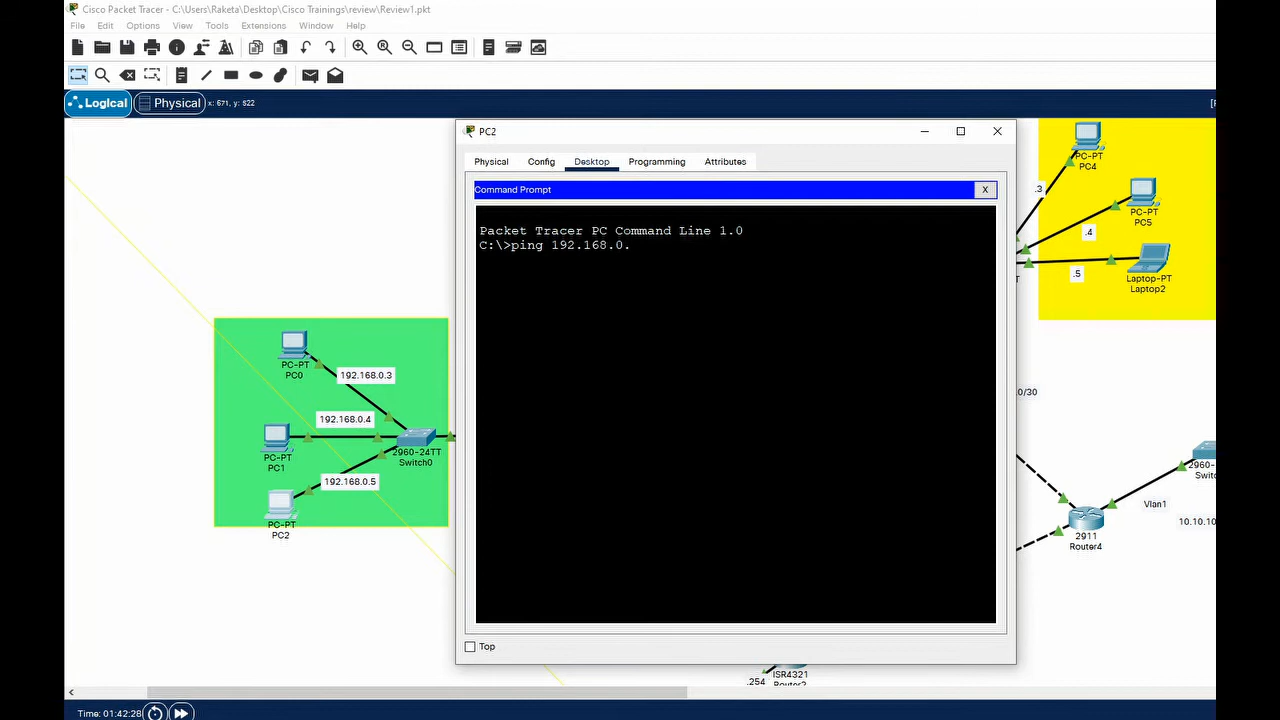 Cisco Packet Tracer - C:\Users\Raketa\Desktop\Cisco Trainings\review\Review1.pkt
File Edit Options View Tools Extensions Window Help
Logical Physical x: 671, y: 522
PC2
Physical Config Desktop Programming Attributes
Command Prompt X
Packet Tracer PC Command Line 1.0
C:\>ping 192.168.0.
Top
PC-PT
PC0
192.168.0.3
192.168.0.4
PC-PT
PC1
2960-24TT
Switch0
192.168.0.5
PC-PT
PC2
PC-PT
PC4
.3
PC-PT
PC5
.4
Laptop-PT
Laptop2
.5
T
0/30
2960-
Switc
Vlan1
10.10.10
2911
Router4
ISR4321
.254
Time: 01:42:28